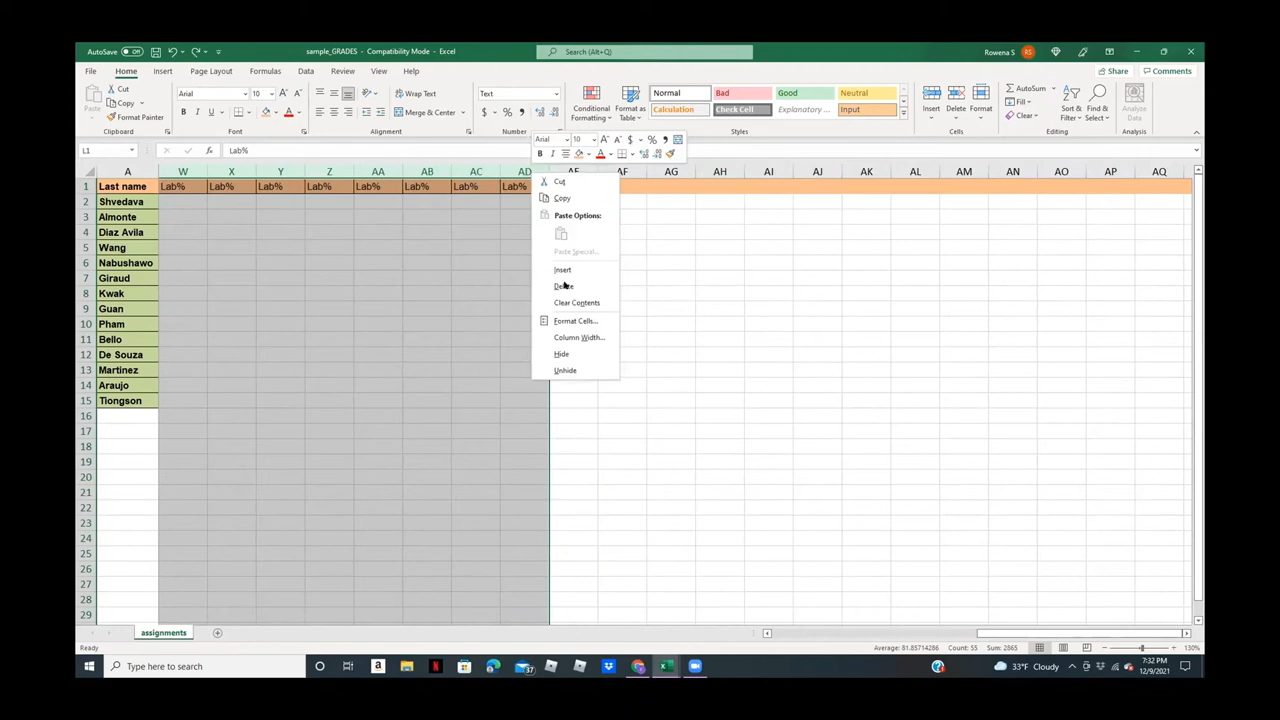 AutoSave Off sample_GRADES - Compatibility Mode - Excel Search (Alt+Q) Rowena S RS
File Home Insert Page Layout Formulas Data Review View Help Share Comments
Cut
Copy
Format Painter
Paste
Clipboard
Arial 10
B I U
Font
Wrap Text
Merge & Center
Alignment
Text
$ % ,
Number
Conditional
Formatting
Format as
Table
Normal Bad Good Neutral
Calculation Check Cell Explanatory ... Input
Styles
Insert Delete Format
Cells
AutoSum
Fill
Clear
Sort &
Filter
Find &
Select
Editing
Analyze
Data
Analysis
L1 Lab%
Arial 10 A A $ % ,
B I A
A W X Y Z AA AB AC AD AE AF AG AH AI AJ AK AL AM AN AO AP AQ
1 Last name Lab% Lab% Lab% Lab% Lab% Lab% Lab% Lab%
2 Shvedava
3 Almonte
4 Diaz Avila
5 Wang
6 Nabushawo
7 Giraud
8 Kwak
9 Guan
10 Pham
11 Bello
12 De Souza
13 Martinez
14 Araujo
15 Tiongson
16
17
18
19
20
21
22
23
24
25
26
27
28
29
Cut
Copy
Paste Options:
Paste Special...
Insert
Delete
Clear Contents
Format Cells...
Column Width...
Hide
Unhide
assignments
Ready Average: 81.85714286 Count: 55 Sum: 2865 130%
Type here to search 37 33°F Cloudy 7:32 PM
12/9/2021